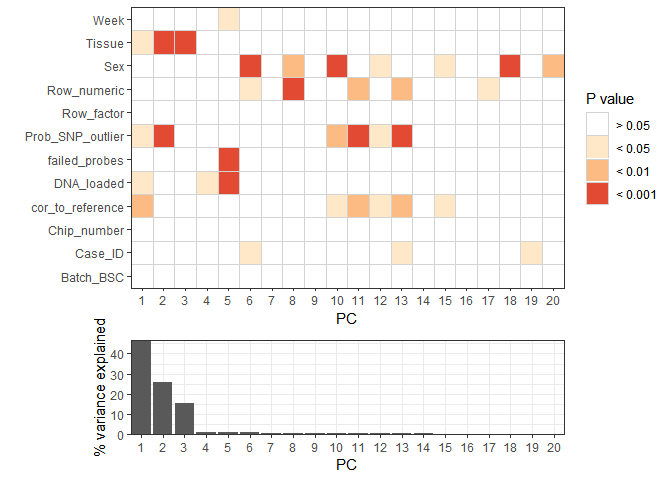 Week
Tissue
Sex
Row_numeric
Row_factor
Prob_SNP_outlier
failed_probes
DNA_loaded
cor_to_reference
Chip_number
Case_ID
Batch_BSC
1 2 3 4 5 6 7 8 9 10 11 12 13 14 15 16 17 18 19 20
PC
P value
> 0.05
< 0.05
< 0.01
< 0.001
% variance explained
40
30
20
10
0
1 2 3 4 5 6 7 8 9 10 11 12 13 14 15 16 17 18 19 20
PC